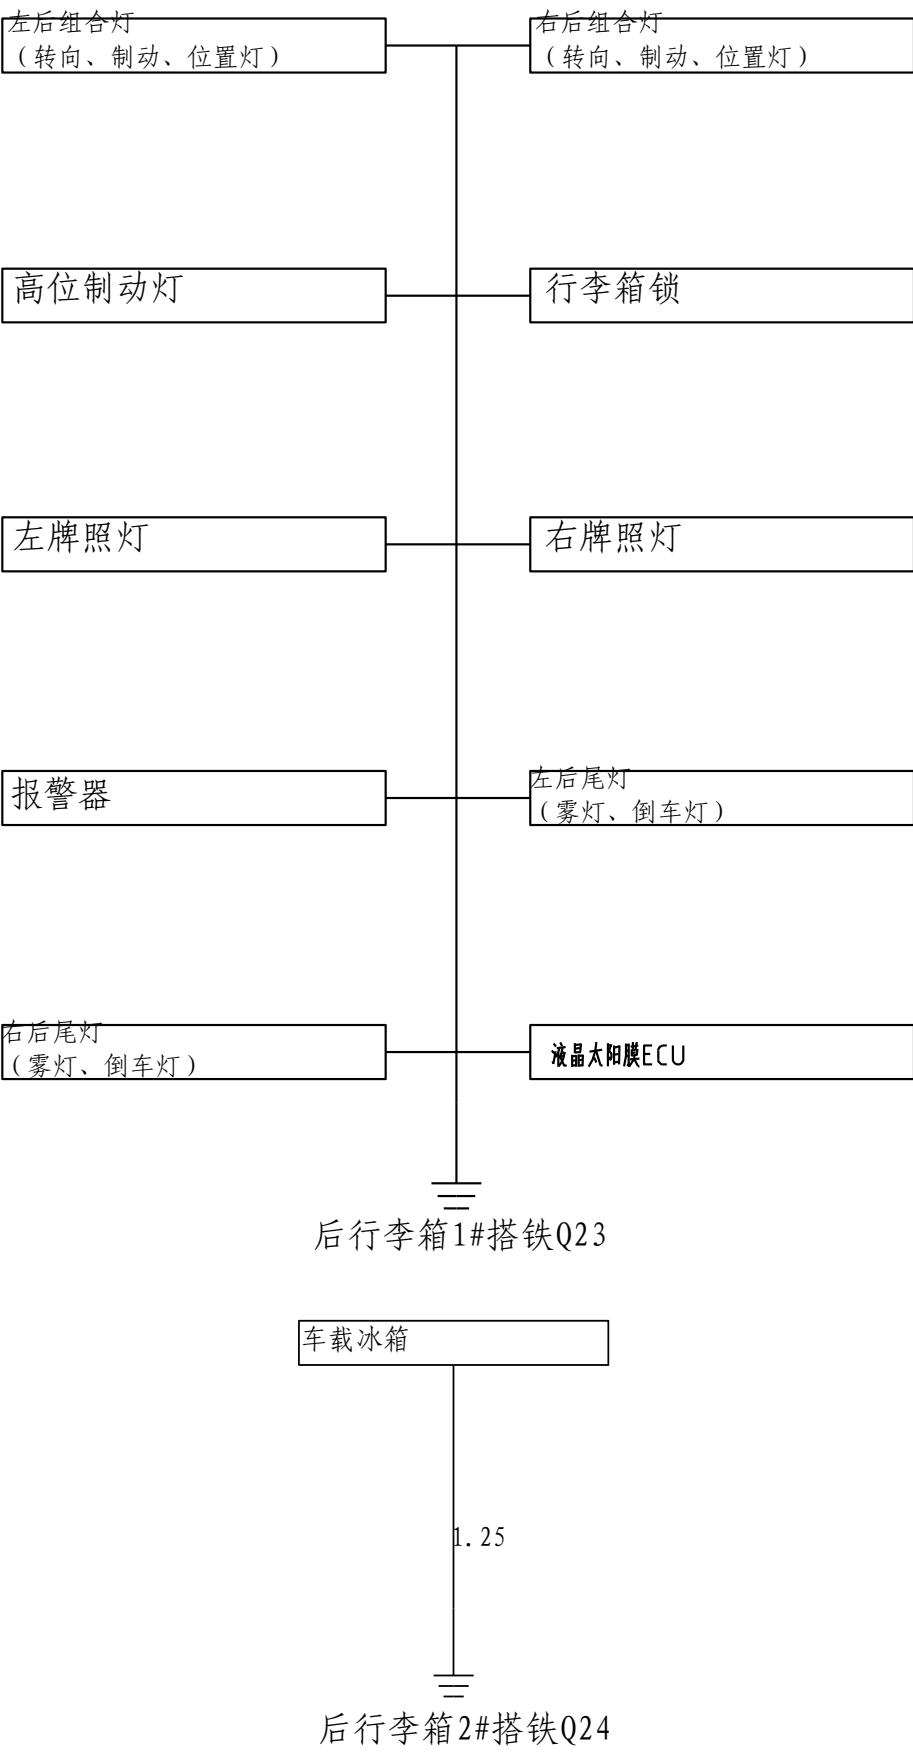 左后组合灯
（转向、制动、位置灯）
右后组合灯
（转向、制动、位置灯）
高位制动灯
行李箱锁
左牌照灯
右牌照灯
报警器
左后尾灯
（雾灯、倒车灯）
右后尾灯
（雾灯、倒车灯）
液晶太阳膜ECU
后行李箱1#搭铁Q23
车载冰箱
1.25
后行李箱2#搭铁Q24